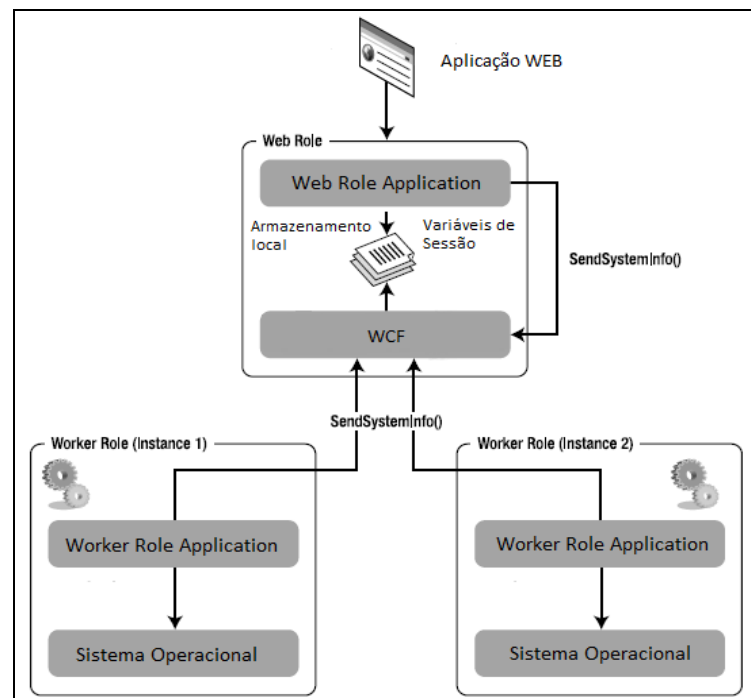 Aplicação WEB
Web Role
Web Role Application
Armazenamento
local
Variáveis de
Sessão
SendSystemInfo()
WCF
SendSystemInfo()
Worker Role (Instance 1)
Worker Role (Instance 2)
Worker Role Application
Worker Role Application
Sistema Operacional
Sistema Operacional